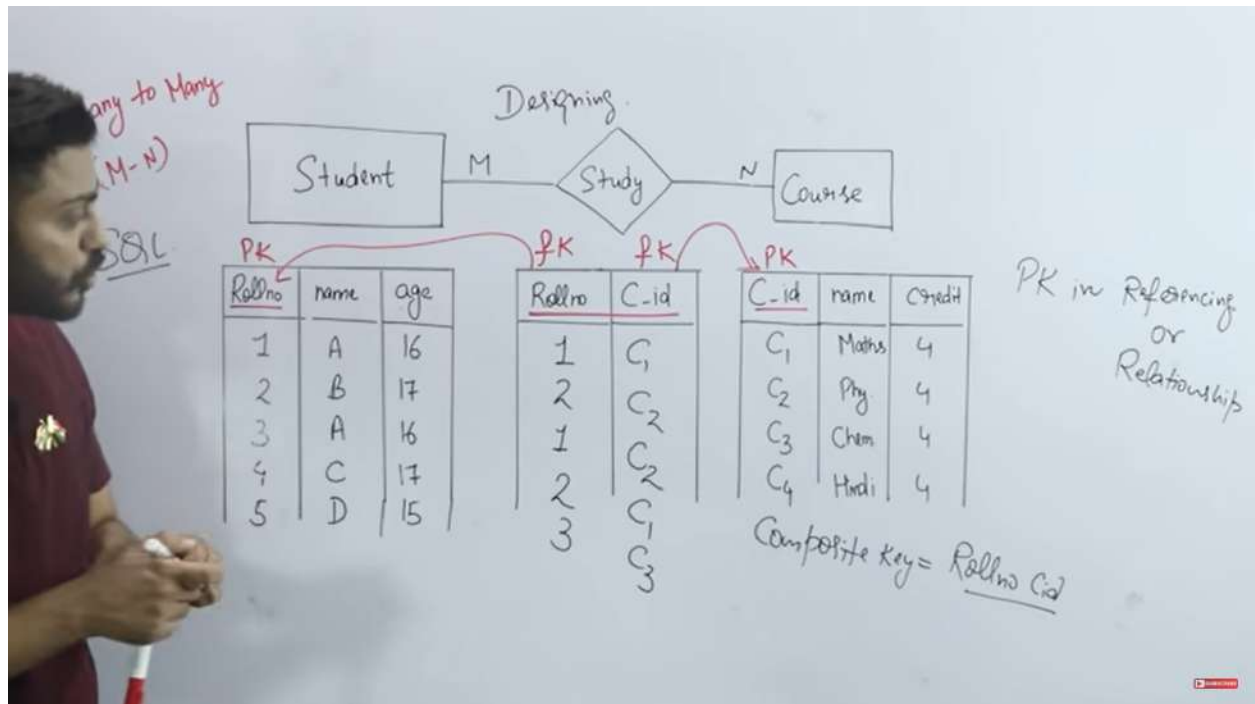 any to Many
(M-N)
SQL
Designing.
Student M Study N Course
PK fK fK PK
Rollno name age
1 A 16
2 B 17
3 A 16
4 C 17
5 D 15
Rollno C-id
1 C1
2 C2
1 C2
2 C1
3 C3
C-id name Credit
C1 Maths 4
C2 Phy 4
C3 Chem 4
C4 Hindi 4
PK in Referencing
or
Relationship
Composite Key = Rollno Cid
SUBSCRIBE